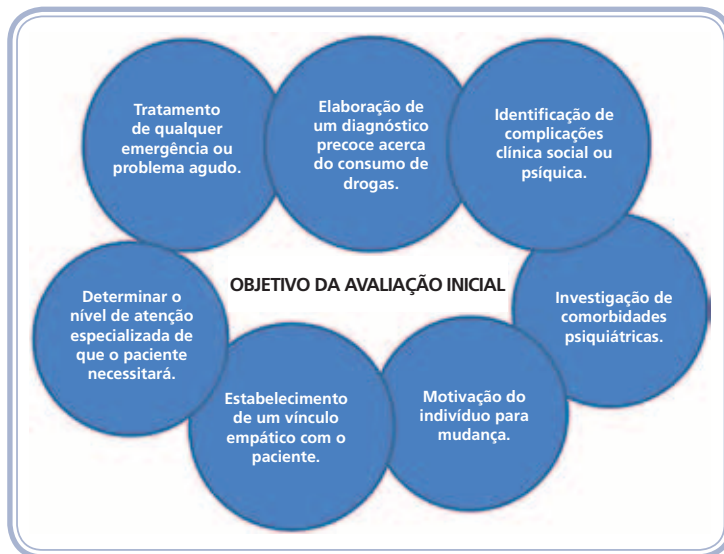 Tratamento
de qualquer
emergência ou
problema agudo.
Elaboração de
um diagnóstico
precoce acerca
do consumo de
drogas.
Identificação de
complicações
clínica social ou
psíquica.
OBJETIVO DA AVALIAÇÃO INICIAL
Determinar o
nível de atenção
especializada de
que o paciente
necessitará.
Investigação de
comorbidades
psiquiátricas.
Estabelecimento
de um vínculo
empático com o
paciente.
Motivação do
indivíduo para
mudança.